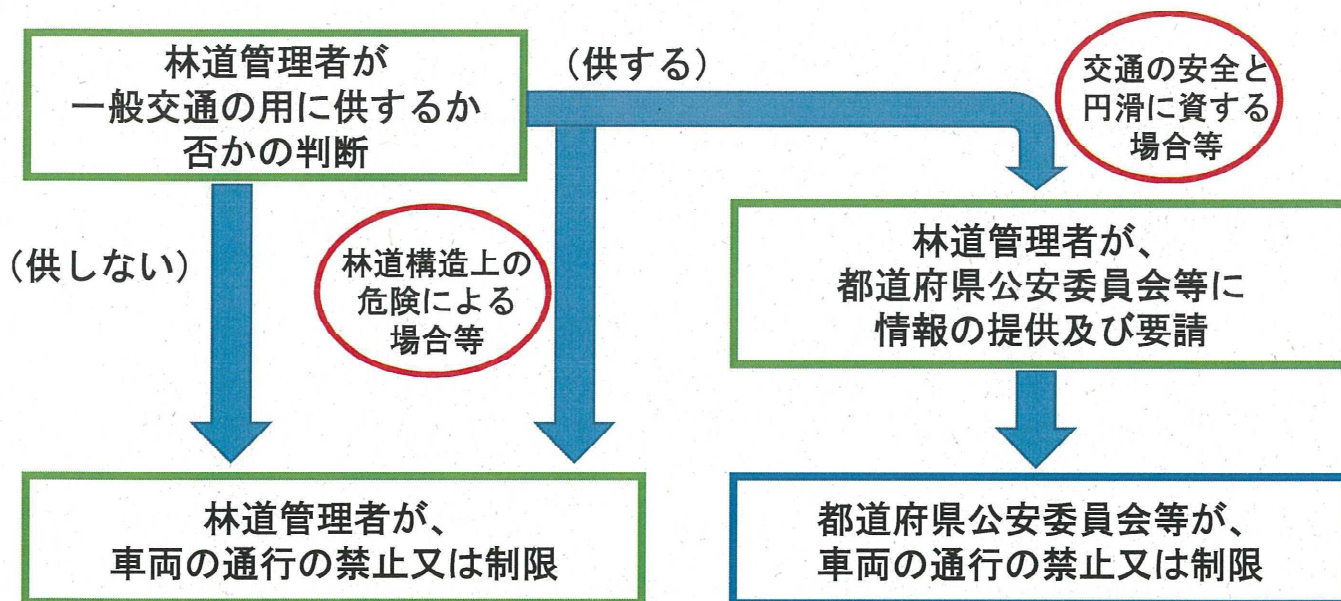 林道管理者が
一般交通の用に供するか
否かの判断
(供する)
交通の安全と
円滑に資する
場合等
(供しない)
林道構造上の
危険による
場合等
林道管理者が、
都道府県公安委員会等に
情報の提供及び要請
林道管理者が、
車両の通行の禁止又は制限
都道府県公安委員会等が、
車両の通行の禁止又は制限